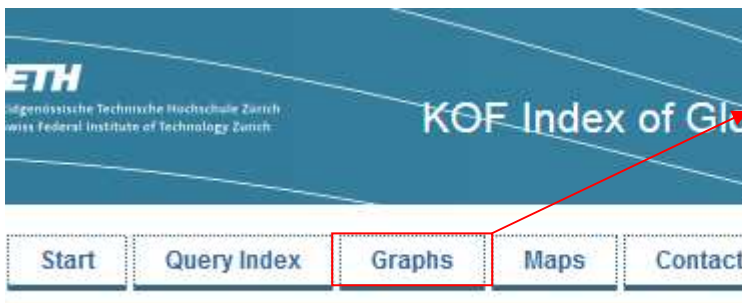 ETH
Eidgenössische Technische Hochschule Zürich
Swiss Federal Institute of Technology Zurich
KOF Index of Glo
Start Query Index Graphs Maps Contact